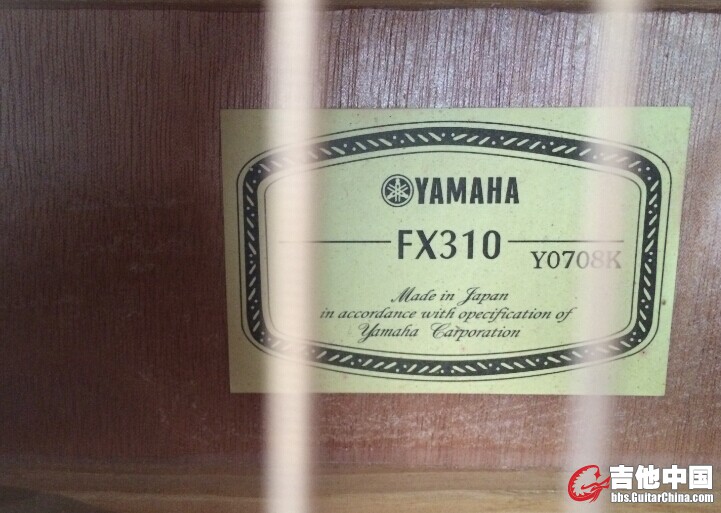 YAMAHA
FX310
Y0708K
Made in Japan
in accordance with opecification of
Yamaha Carporation
吉他中国
bbs.GuitarChina.com